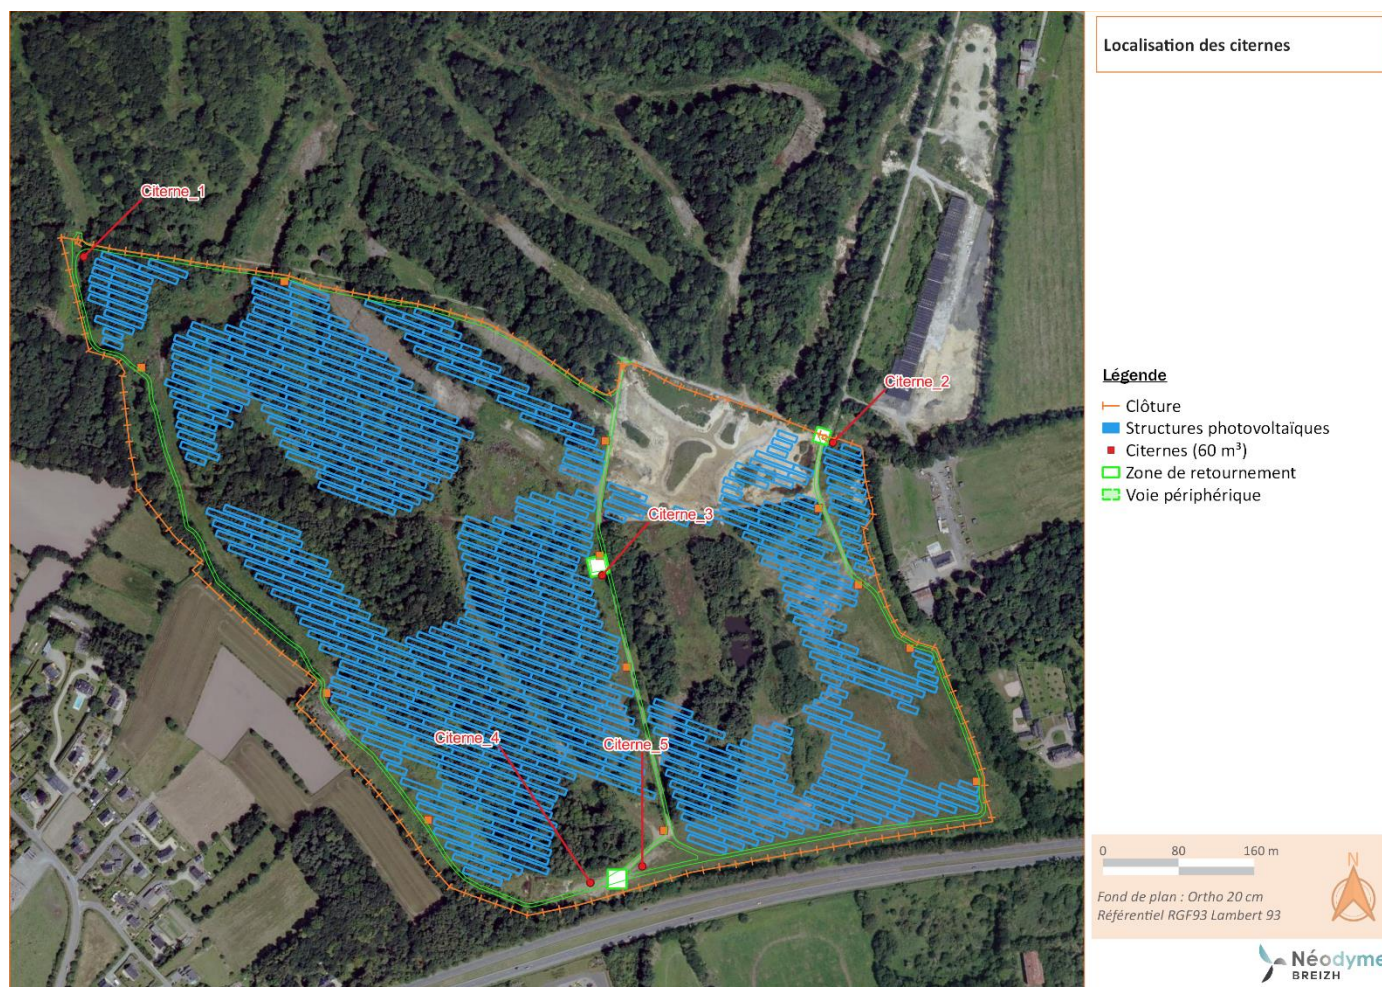 Localisation des citernes
Citerne_1
Citerne_2
Citerne_3
Citerne_4
Citerne_5
Légende
Clôture
Structures photovoltaïques
Citernes (60 m³)
Zone de retournement
Voie périphérique
0 80 160 m
N
Fond de plan : Ortho 20 cm
Référentiel RGF93 Lambert 93
Néodyme
BREIZH